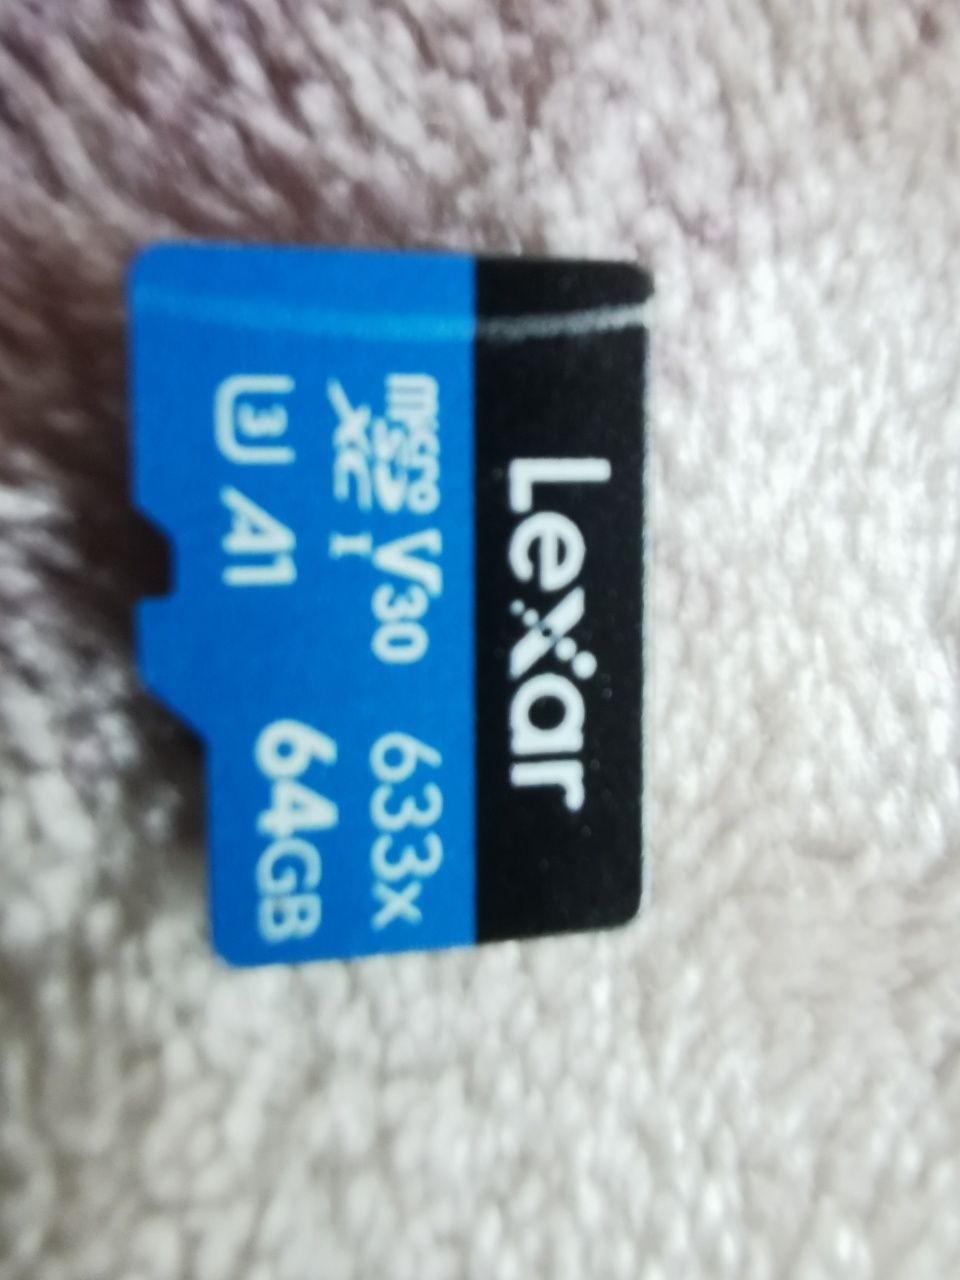 Lexar
633x
64GB
micro
SD
XC I
V30
U3 A1